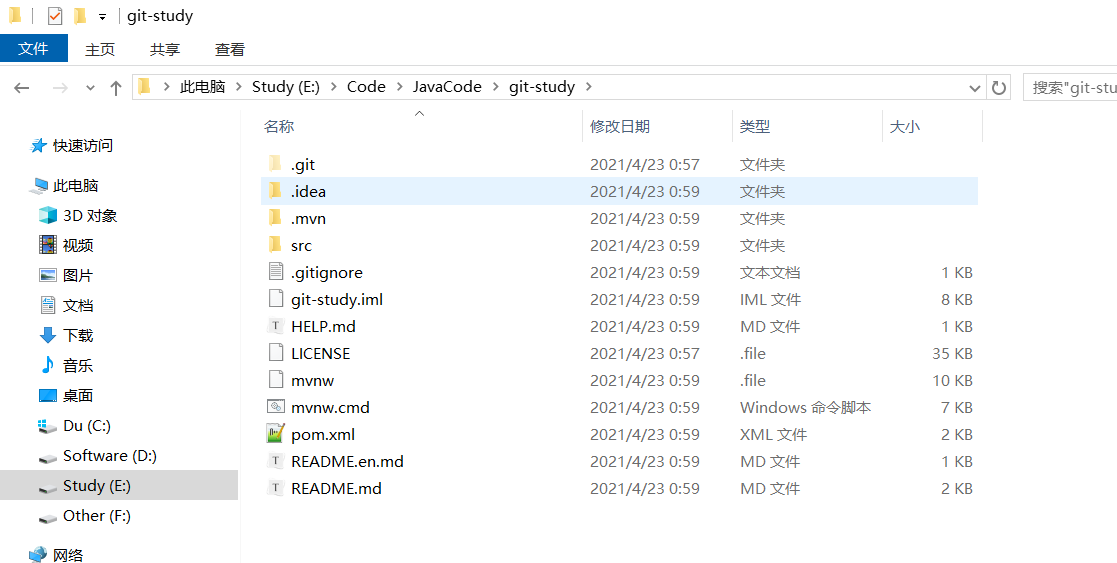 git-study
文件 主页 共享 查看
此电脑 Study (E:) Code JavaCode git-study 搜索"git-stu
名称 修改日期 类型 大小
快速访问
此电脑
3D 对象
视频
图片
文档
下载
音乐
桌面
Du (C:)
Software (D:)
Study (E:)
Other (F:)
网络
.git 2021/4/23 0:57 文件夹
.idea 2021/4/23 0:59 文件夹
.mvn 2021/4/23 0:59 文件夹
src 2021/4/23 0:59 文件夹
.gitignore 2021/4/23 0:59 文本文档 1 KB
git-study.iml 2021/4/23 0:59 IML 文件 8 KB
HELP.md 2021/4/23 0:59 MD 文件 1 KB
LICENSE 2021/4/23 0:57 .file 35 KB
mvnw 2021/4/23 0:59 .file 10 KB
mvnw.cmd 2021/4/23 0:59 Windows 命令脚本 7 KB
pom.xml 2021/4/23 0:59 XML 文件 2 KB
README.en.md 2021/4/23 0:59 MD 文件 1 KB
README.md 2021/4/23 0:59 MD 文件 2 KB